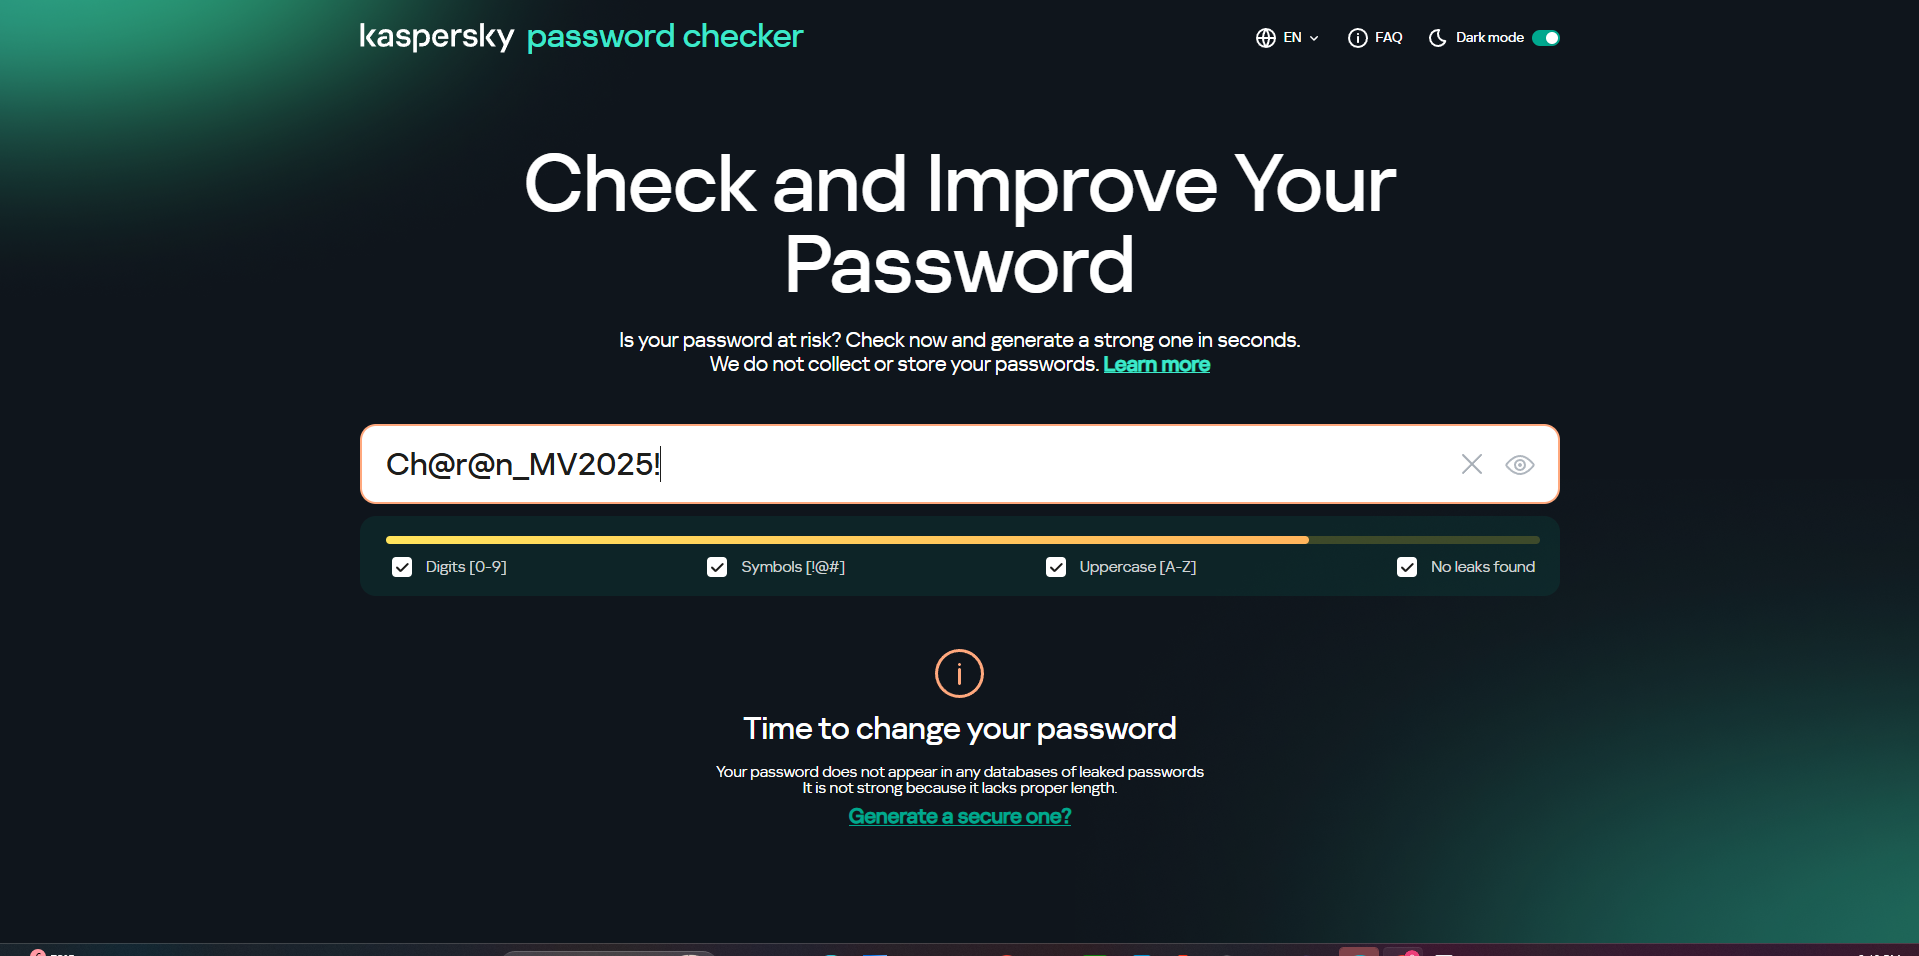 kaspersky password checker
EN
FAQ
Dark mode
Check and Improve Your
Password
Is your password at risk? Check now and generate a strong one in seconds.
We do not collect or store your passwords. Learn more
Ch@r@n_MV2025!
Digits [0-9]
Symbols [!@#]
Uppercase [A-Z]
No leaks found
Time to change your password
Your password does not appear in any databases of leaked passwords
It is not strong because it lacks proper length.
Generate a secure one?